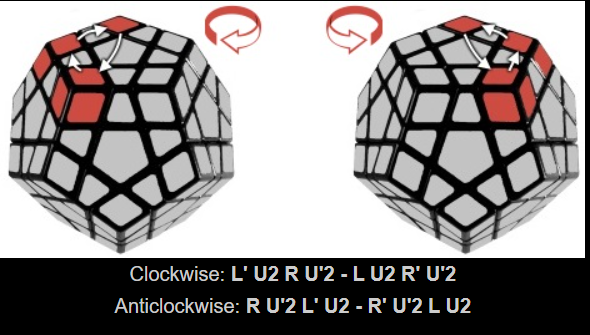 Clockwise: L' U2 R U'2 - L U2 R' U'2
Anticlockwise: R U'2 L' U2 - R' U'2 L U2